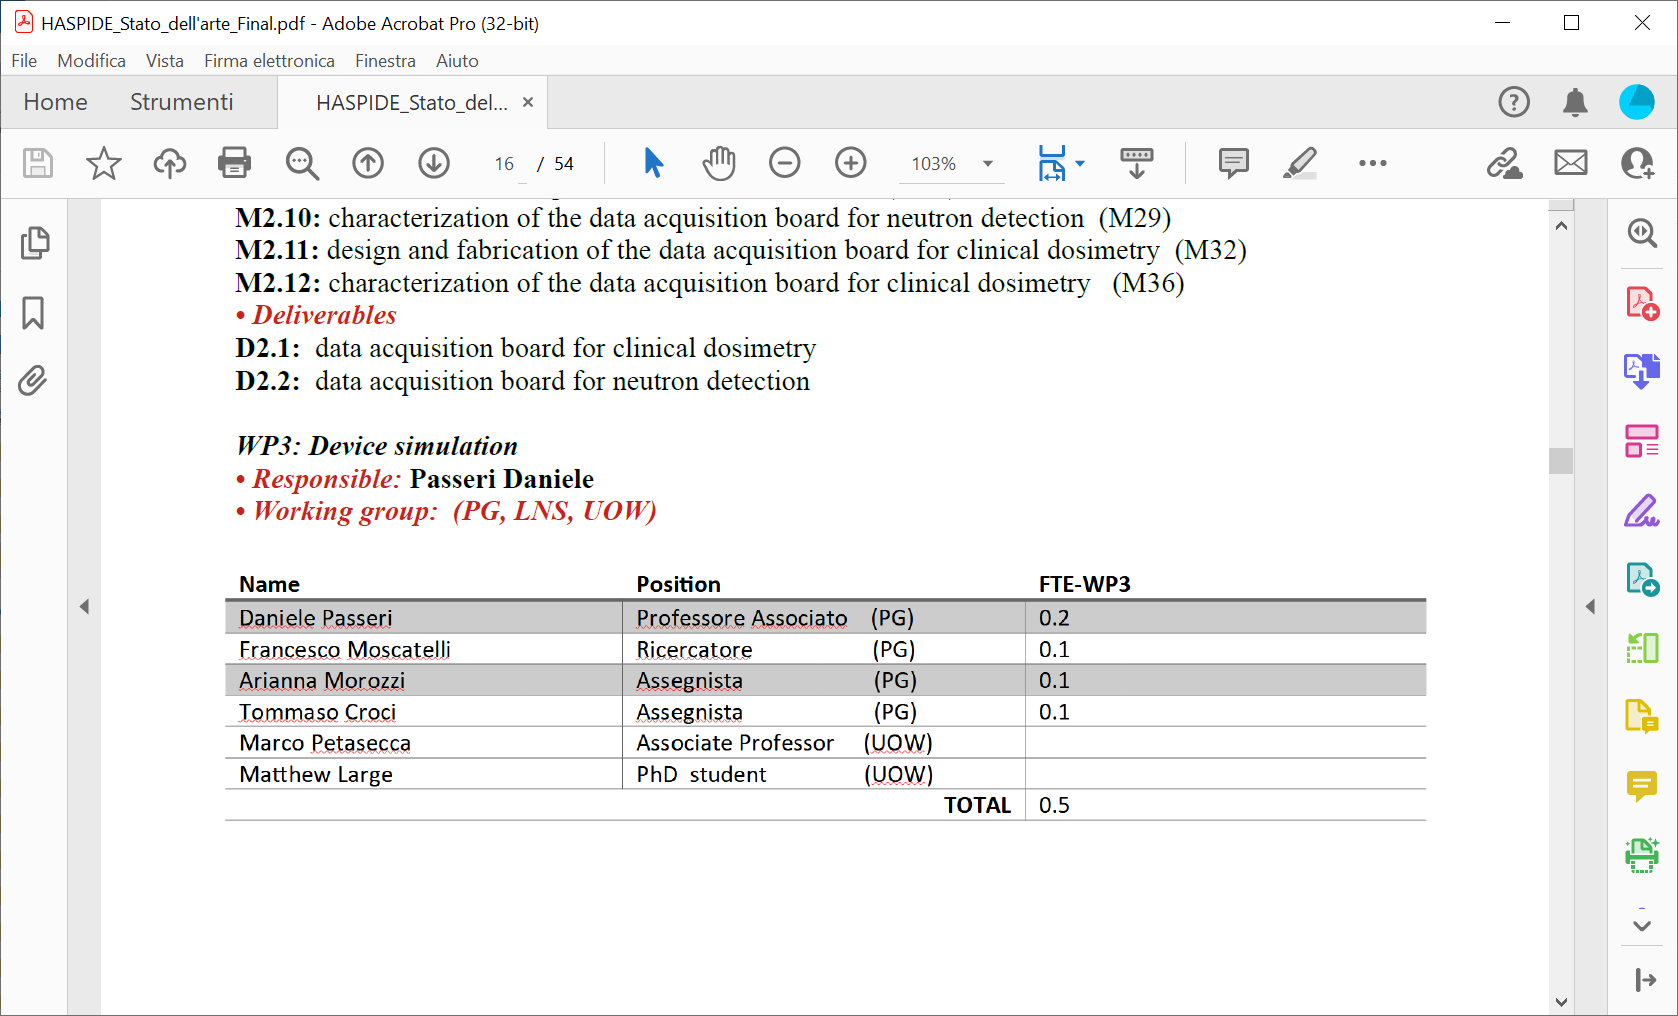 HASPIDE_Stato_dell'arte_Final.pdf - Adobe Acrobat Pro (32-bit)
File Modifica Vista Firma elettronica Finestra Aiuto
Home Strumenti HASPIDE_Stato_del... ×
16 / 54 103%
M2.10: characterization of the data acquisition board for neutron detection (M29)
M2.11: design and fabrication of the data acquisition board for clinical dosimetry (M32)
M2.12: characterization of the data acquisition board for clinical dosimetry (M36)
• Deliverables
D2.1: data acquisition board for clinical dosimetry
D2.2: data acquisition board for neutron detection
WP3: Device simulation
• Responsible: Passeri Daniele
• Working group: (PG, LNS, UOW)
Name Position FTE-WP3
Daniele Passeri Professore Associato (PG) 0.2
Francesco Moscatelli Ricercatore (PG) 0.1
Arianna Morozzi Assegnista (PG) 0.1
Tommaso Croci Assegnista (PG) 0.1
Marco Petasecca Associate Professor (UOW)
Matthew Large PhD student (UOW)
TOTAL 0.5